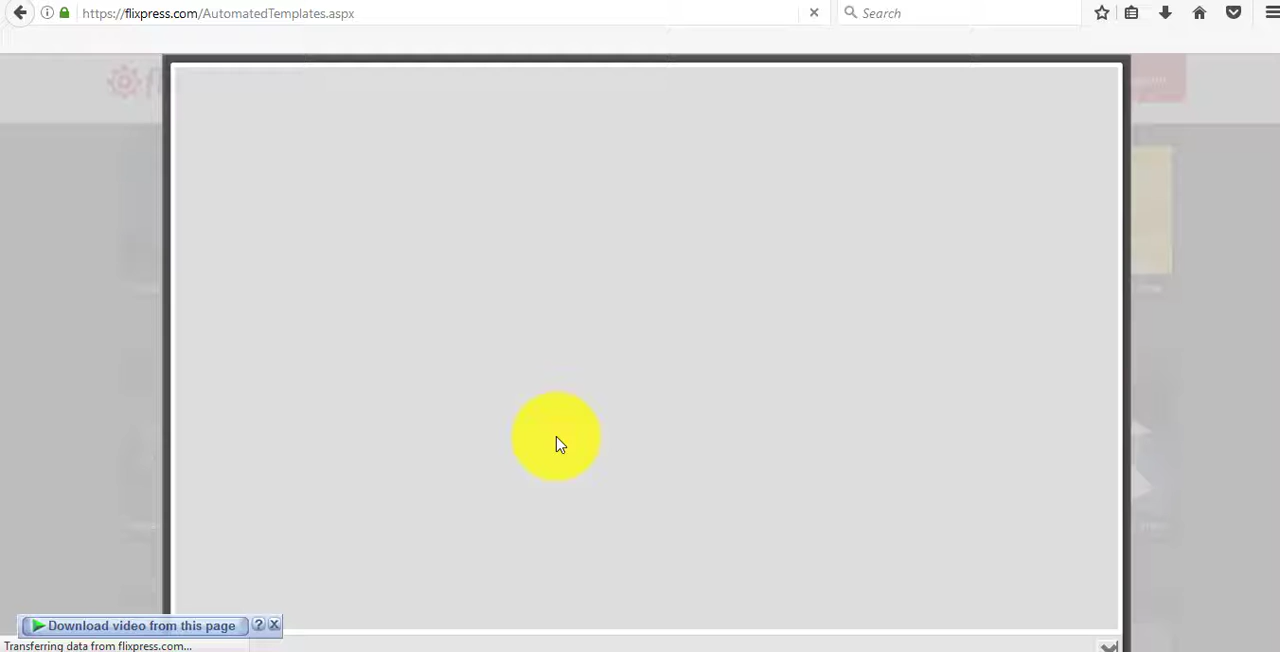 https://flixpress.com/AutomatedTemplates.aspx
Search
Download video from this page
?
Transferring data from flixpress.com...